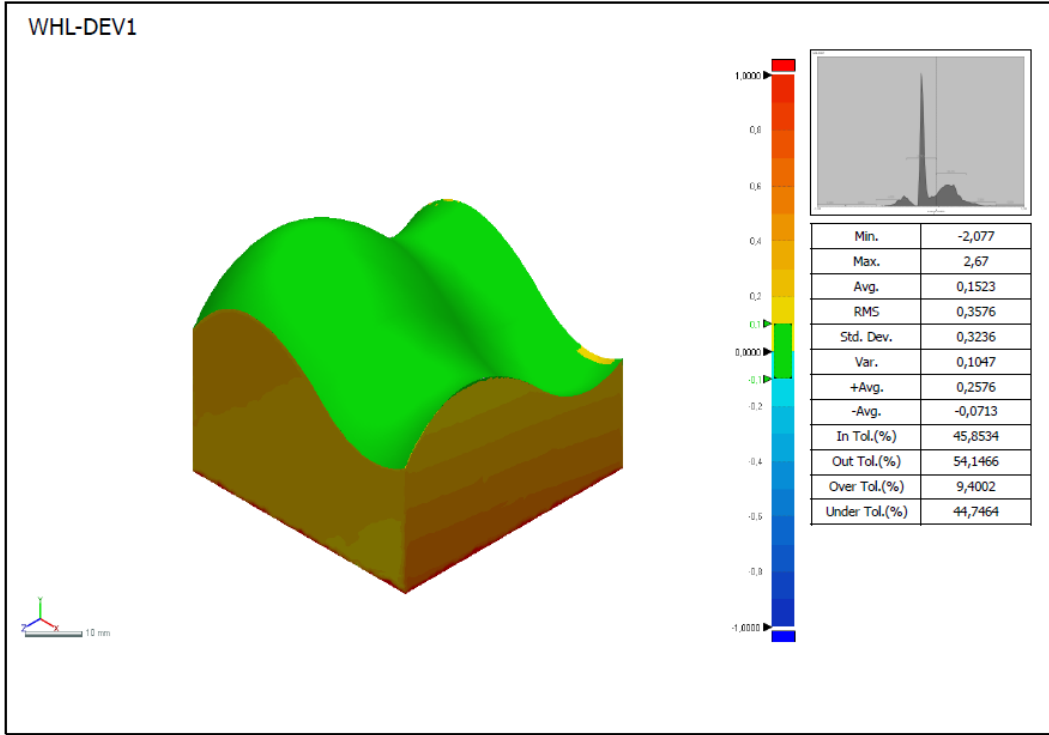 WHL-DEV1
1,0000
0,8
0,6
0,4
0,2
0,1
0,0000
-0,1
-0,2
-0,4
-0,6
-0,8
-1,0000
Min. -2,077
Max. 2,67
Avg. 0,1523
RMS 0,3576
Std. Dev. 0,3236
Var. 0,1047
+Avg. 0,2576
-Avg. -0,0713
In Tol.(%) 45,8534
Out Tol.(%) 54,1466
Over Tol.(%) 9,4002
Under Tol.(%) 44,7464
Y
Z X
10 mm